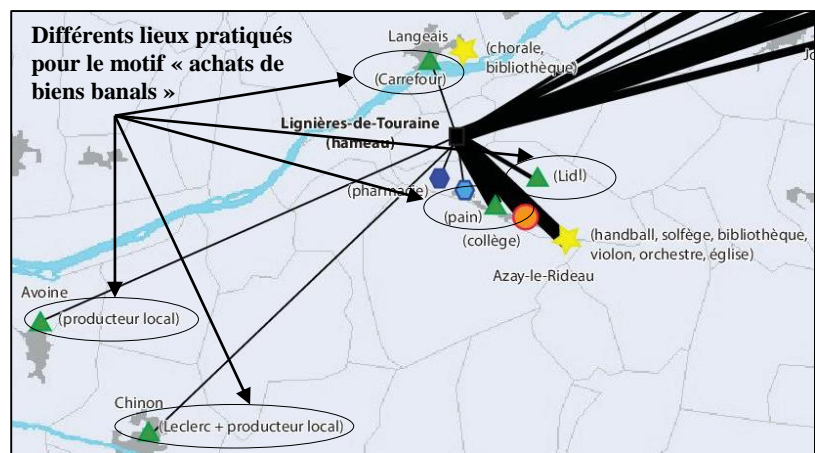 Différents lieux pratiqués
pour le motif « achats de
biens banals »
Langeais
(chorale,
bibliothèque)
(Carrefour)
Lignières-de-Touraine
(hameau)
(Lidl)
(pharmacie)
(pain)
(collège)
(handball, solfège, bibliothèque,
violon, orchestre, église)
Azay-le-Rideau
Avoine
(producteur local)
Chinon
(Leclerc + producteur local)